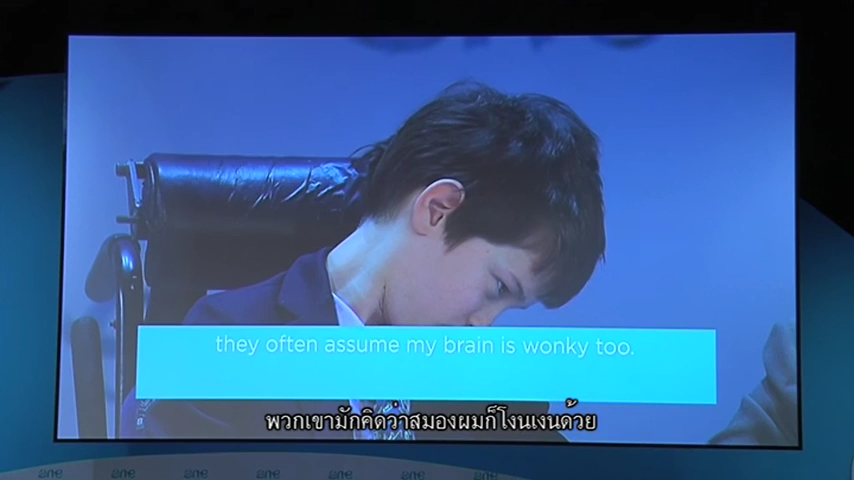 they often assume my brain is wonky too.
พวกเขามักคิดว่าสมองผมก็โงนเงนด้วย